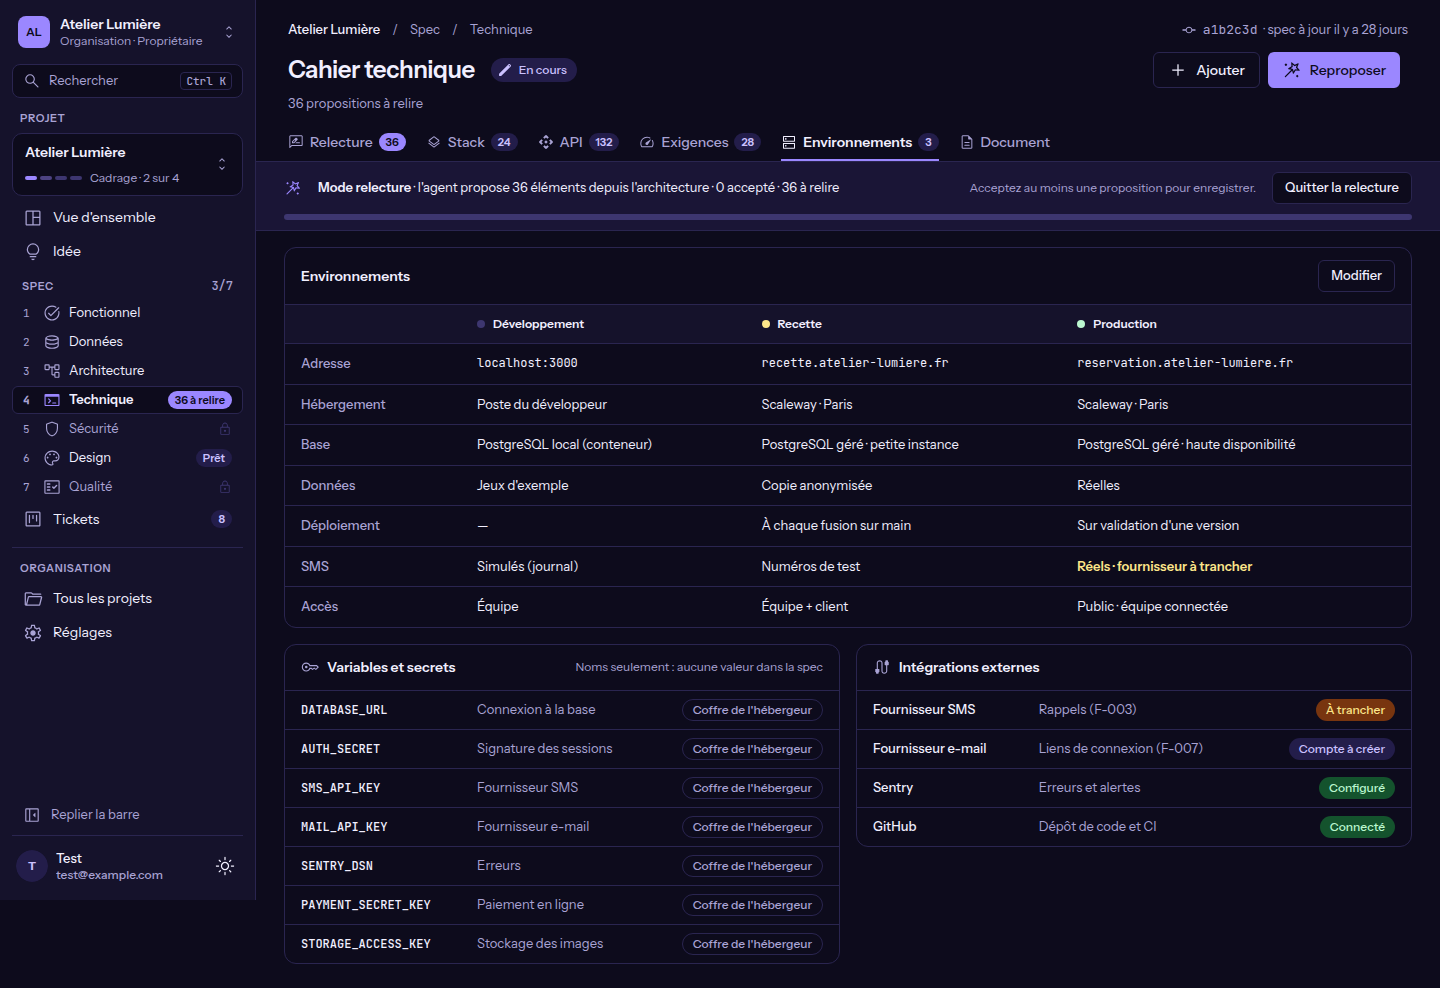 AL
Atelier Lumière
Organisation · Propriétaire
Rechercher
Ctrl K
PROJET
Atelier Lumière
Cadrage · 2 sur 4
Vue d'ensemble
Idée
SPEC 3/7
1 Fonctionnel
2 Données
3 Architecture
4 Technique 36 à relire
5 Sécurité
6 Design Prêt
7 Qualité
Tickets 8
ORGANISATION
Tous les projets
Réglages
Replier la barre
T
Test
test@example.com
Atelier Lumière / Spec / Technique
a1b2c3d · spec à jour il y a 28 jours
Cahier technique
En cours
Ajouter
Reproposer
36 propositions à relire
Relecture 36
Stack 24
API 132
Exigences 28
Environnements 3
Document
Mode relecture · l'agent propose 36 éléments depuis l'architecture · 0 accepté · 36 à relire
Acceptez au moins une proposition pour enregistrer.
Quitter la relecture
Environnements
Modifier
Développement Recette Production
Adresse localhost:3000 recette.atelier-lumiere.fr reservation.atelier-lumiere.fr
Hébergement Poste du développeur Scaleway · Paris Scaleway · Paris
Base PostgreSQL local (conteneur) PostgreSQL géré · petite instance PostgreSQL géré · haute disponibilité
Données Jeux d'exemple Copie anonymisée Réelles
Déploiement — À chaque fusion sur main Sur validation d'une version
SMS Simulés (journal) Numéros de test Réels · fournisseur à trancher
Accès Équipe Équipe + client Public · équipe connectée
Variables et secrets
Noms seulement : aucune valeur dans la spec
DATABASE_URL Connexion à la base Coffre de l'hébergeur
AUTH_SECRET Signature des sessions Coffre de l'hébergeur
SMS_API_KEY Fournisseur SMS Coffre de l'hébergeur
MAIL_API_KEY Fournisseur e-mail Coffre de l'hébergeur
SENTRY_DSN Erreurs Coffre de l'hébergeur
PAYMENT_SECRET_KEY Paiement en ligne Coffre de l'hébergeur
STORAGE_ACCESS_KEY Stockage des images Coffre de l'hébergeur
Intégrations externes
Fournisseur SMS Rappels (F-003) À trancher
Fournisseur e-mail Liens de connexion (F-007) Compte à créer
Sentry Erreurs et alertes Configuré
GitHub Dépôt de code et CI Connecté